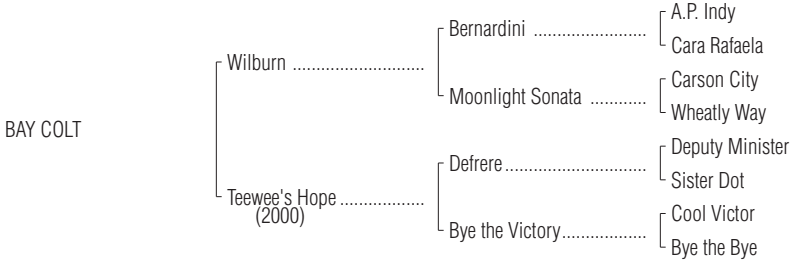 A.P. Indy
Bernardini ........................
Cara Rafaela
Wilburn ............................
Carson City
Moonlight Sonata ............
Wheatly Way
BAY COLT
Deputy Minister
Defrere..............................
Sister Dot
Teewee's Hope ..................
(2000)
Cool Victor
Bye the Victory..................
Bye the Bye